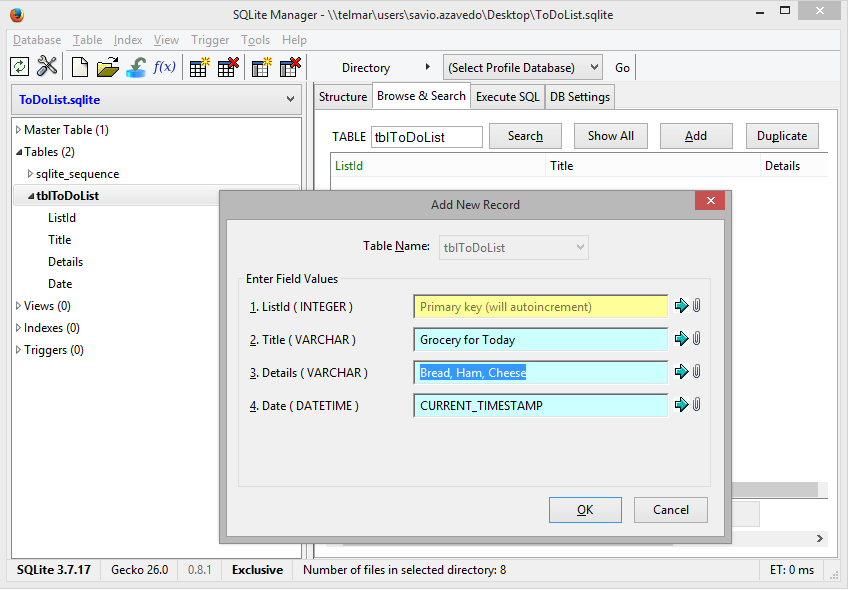 SQLite Manager - \\telmar\users\savio.azavedo\Desktop\ToDoList.sqlite
Database Table Index View Trigger Tools Help
f(x) Directory (Select Profile Database) Go
ToDoList.sqlite
Master Table (1)
Tables (2)
sqlite_sequence
tblToDoList
ListId
Title
Details
Date
Views (0)
Indexes (0)
Triggers (0)
Structure Browse & Search Execute SQL DB Settings
TABLE tblToDoList Search Show All Add Duplicate
ListId Title Details
Add New Record
Table Name: tblToDoList
Enter Field Values
1. ListId ( INTEGER ) Primary key (will autoincrement)
2. Title ( VARCHAR ) Grocery for Today
3. Details ( VARCHAR ) Bread, Ham, Cheese
4. Date ( DATETIME ) CURRENT_TIMESTAMP
OK Cancel
SQLite 3.7.17 Gecko 26.0 0.8.1 Exclusive Number of files in selected directory: 8 ET: 0 ms